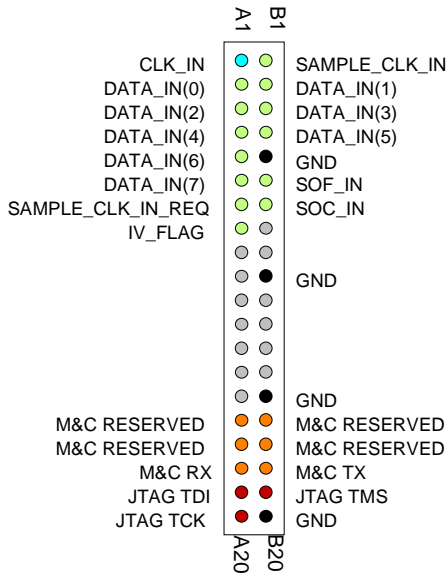 A1 B1
CLK_IN SAMPLE_CLK_IN
DATA_IN(0) DATA_IN(1)
DATA_IN(2) DATA_IN(3)
DATA_IN(4) DATA_IN(5)
DATA_IN(6) GND
DATA_IN(7) SOF_IN
SAMPLE_CLK_IN_REQ SOC_IN
IV_FLAG
GND
GND
M&C RESERVED M&C RESERVED
M&C RESERVED M&C RESERVED
M&C RX M&C TX
JTAG TDI JTAG TMS
JTAG TCK GND
A20 B20